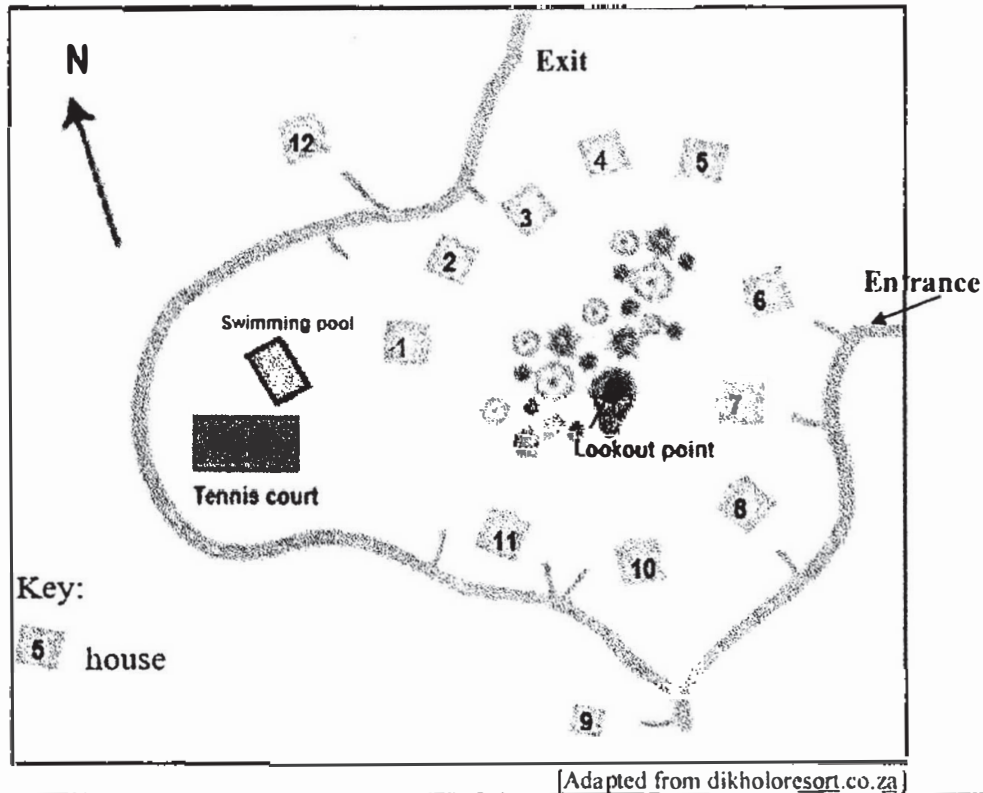 N
Exit
12
4
5
3
2
6
Entrance
Swimming pool
1
7
Lookout point
Tennis court
8
11
10
Key:
5 house
9
[Adapted from dikholoresort.co.za]